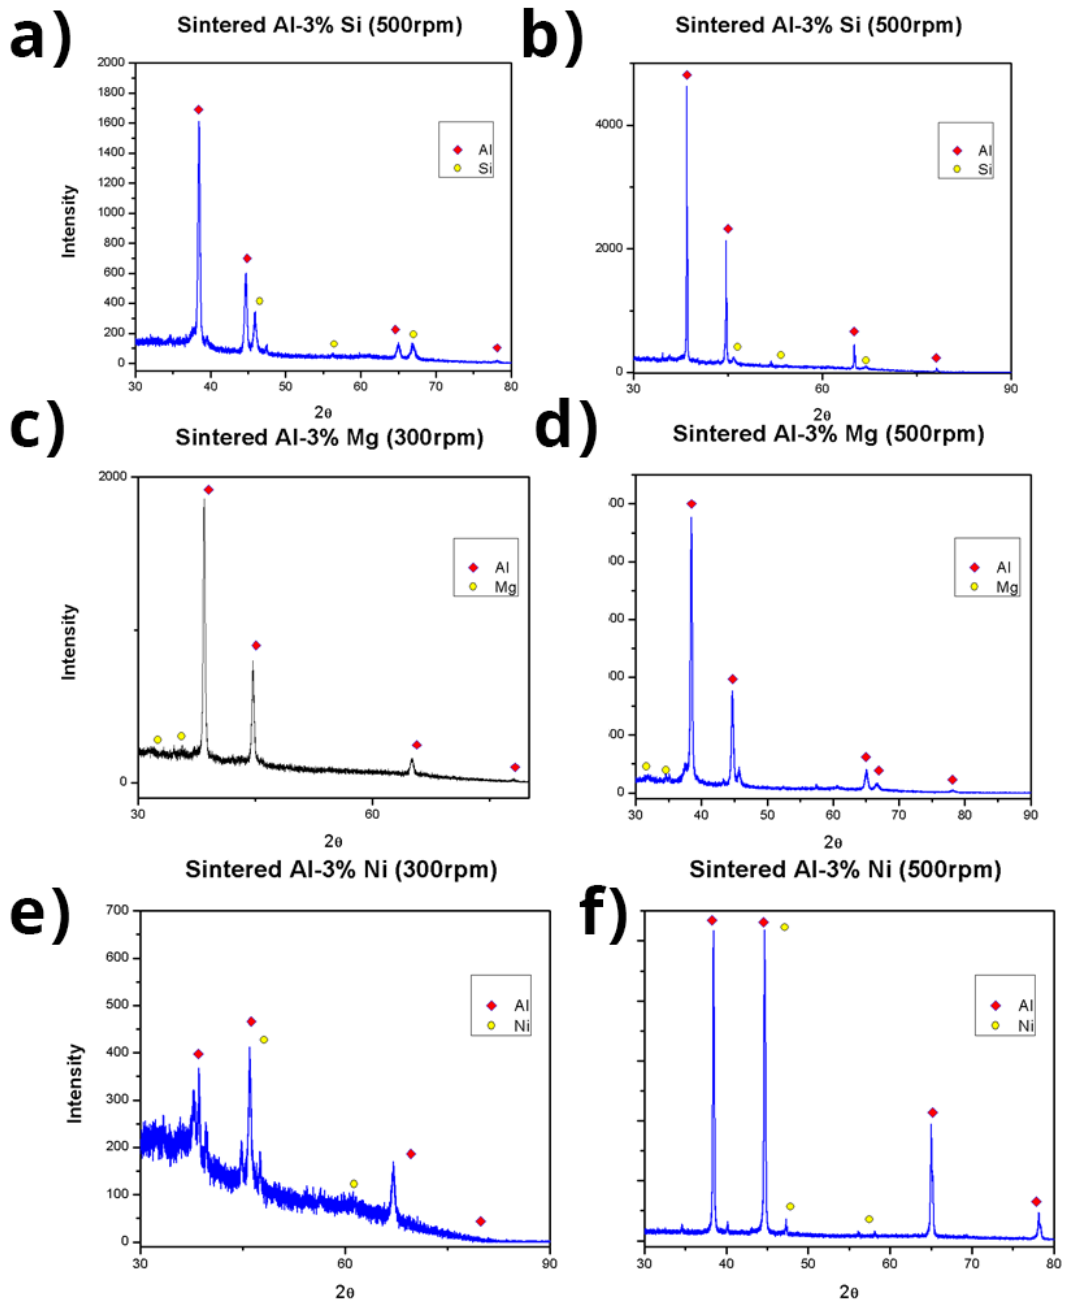 a)
Sintered Al-3% Si (500rpm)
2000
1800
1600
1400
1200
1000
800
600
400
200
0
Intensity
Al
Si
30 40 50 60 70 80
2θ
b)
Sintered Al-3% Si (500rpm)
4000
2000
0
Al
Si
30 60 90
2θ
c)
Sintered Al-3% Mg (300rpm)
2000
0
Intensity
Al
Mg
30 60
2θ
d)
Sintered Al-3% Mg (500rpm)
00
00
00
00
00
0
Al
Mg
30 40 50 60 70 80 90
2θ
e)
Sintered Al-3% Ni (300rpm)
700
600
500
400
300
200
100
0
Intensity
Al
Ni
30 60 90
2θ
f)
Sintered Al-3% Ni (500rpm)
Al
Ni
30 40 50 60 70 80
2θ